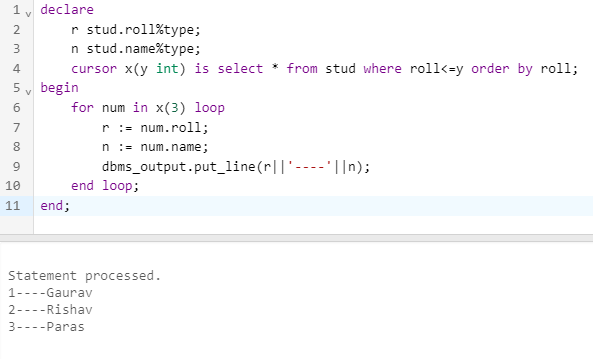 1 v declare
2 r stud.roll%type;
3 n stud.name%type;
4 cursor x(y int) is select * from stud where roll<=y order by roll;
5 v begin
6 for num in x(3) loop
7 r := num.roll;
8 n := num.name;
9 dbms_output.put_line(r||'----'||n);
10 end loop;
11 end;
Statement processed.
1----Gaurav
2----Rishav
3----Paras